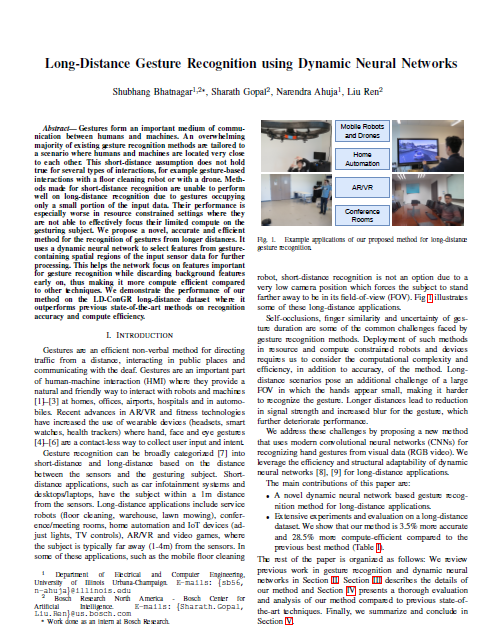 Long-Distance Gesture Recognition using Dynamic Neural Networks
Shubhang Bhatnagar1,2*, Sharath Gopal2, Narendra Ahuja1, Liu Ren2
Abstract— Gestures form an important medium of commu-
nication between humans and machines. An overwhelming
majority of existing gesture recognition methods are tailored to
a scenario where humans and machines are located very close
to each other. This short-distance assumption does not hold
true for several types of interactions, for example gesture-based
interactions with a floor cleaning robot or with a drone. Meth-
ods made for short-distance recognition are unable to perform
well on long-distance recognition due to gestures occupying
only a small portion of the input data. Their performance is
especially worse in resource constrained settings where they
are not able to effectively focus their limited compute on the
gesturing subject. We propose a novel, accurate and efficient
method for the recognition of gestures from longer distances. It
uses a dynamic neural network to select features from gesture-
containing spatial regions of the input sensor data for further
processing. This helps the network focus on features important
for gesture recognition while discarding background features
early on, thus making it more compute efficient compared
to other techniques. We demonstrate the performance of our
method on the LD-ConGR long-distance dataset where it
outperforms previous state-of-the-art methods on recognition
accuracy and compute efficiency.
I. INTRODUCTION
Gestures are an efficient non-verbal method for directing
traffic from a distance, interacting in public places and
communicating with the deaf. Gestures are an important part
of human-machine interaction (HMI) where they provide a
natural and friendly way to interact with robots and machines
[1]–[3] at homes, offices, airports, hospitals and in automo-
biles. Recent advances in AR/VR and fitness technologies
have increased the use of wearable devices (headsets, smart
watches, health trackers) where hand, face and eye gestures
[4]–[6] are a contact-less way to collect user input and intent.
Gesture recognition can be broadly categorized [7] into
short-distance and long-distance based on the distance
between the sensors and the gesturing subject. Short-
distance applications, such as car infotainment systems and
desktops/laptops, have the subject within a 1m distance
from the sensors. Long-distance applications include service
robots (floor cleaning, warehouse, lawn mowing), confer-
ence/meeting rooms, home automation and IoT devices (ad-
just lights, TV controls), AR/VR and video games, where
the subject is typically far away (1-4m) from the sensors. In
some of these applications, such as the mobile floor cleaning
1 Department of Electrical and Computer Engineering,
University of Illinois Urbana-Champaign, E-mails: {sb56,
n-ahuja}@illinois.edu
2 Bosch Research North America - Bosch Center for
Artificial Intelligence. E-mails: {Sharath.Gopal,
Liu.Ren}@us.bosch.com
* Work done as an intern at Bosch Research.
Mobile Robots
and Drones
Home
Automation
AR/VR
Conference
Rooms
Fig. 1. Example applications of our proposed method for long-distance
gesture recognition.
robot, short-distance recognition is not an option due to a
very low camera position which forces the subject to stand
farther away to be in its field-of-view (FOV). Fig 1 illustrates
some of these long-distance applications.
Self-occlusions, finger similarity and uncertainty of ges-
ture duration are some of the common challenges faced by
gesture recognition methods. Deployment of such methods
in resource and compute constrained robots and devices
requires us to consider the computational complexity and
efficiency, in addition to accuracy, of the method. Long-
distance scenarios pose an additional challenge of a large
FOV in which the hands appear small, making it harder
to recognize the gesture. Longer distances lead to reduction
in signal strength and increased blur for the gesture, which
further deteriorate performance.
We address these challenges by proposing a new method
that uses modern convolutional neural networks (CNNs) for
recognizing hand gestures from visual data (RGB video). We
leverage the efficiency and structural adaptability of dynamic
neural networks [8], [9] for long-distance applications.
The main contributions of this paper are:
• A novel dynamic neural network based gesture recog-
nition method for long-distance applications.
• Extensive experiments and evaluation on a long-distance
dataset. We show that our method is 3.5% more accurate
and 28.5% more compute-efficient compared to the
previous best method (Table I).
The rest of the paper is organized as follows: We review
previous work in gesture recognition and dynamic neural
networks in Section II. Section III describes the details of
our method and Section IV presents a thorough evaluation
and analysis of our method compared to previous state-of-
the-art techniques. Finally, we summarize and conclude in
Section V.